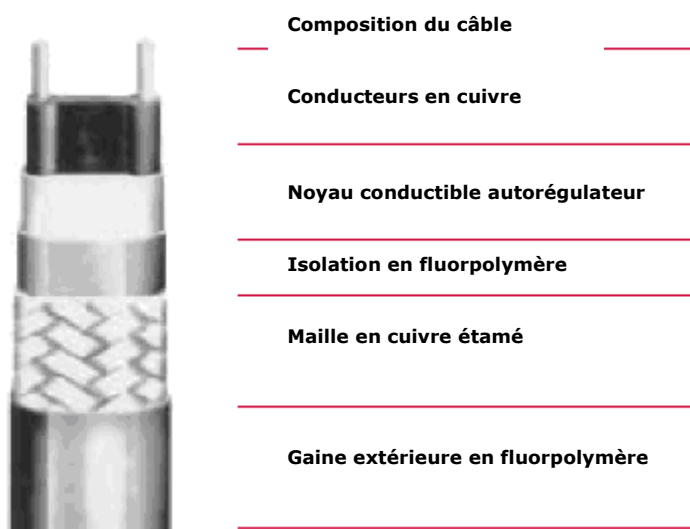 Composition du câble
Conducteurs en cuivre
Noyau conductible autorégulateur
Isolation en fluorpolymère
Maille en cuivre étamé
Gaine extérieure en fluorpolymère